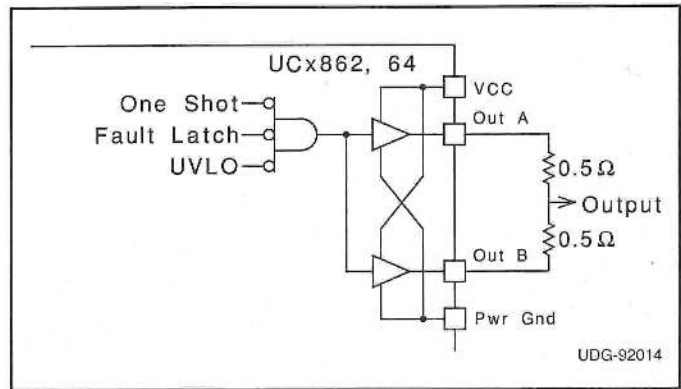 UCx862, 64
VCC
One Shot
Out A
Fault Latch
0.5Ω
UVLO
Output
0.5Ω
Out B
Pwr Gnd
UDG-92014